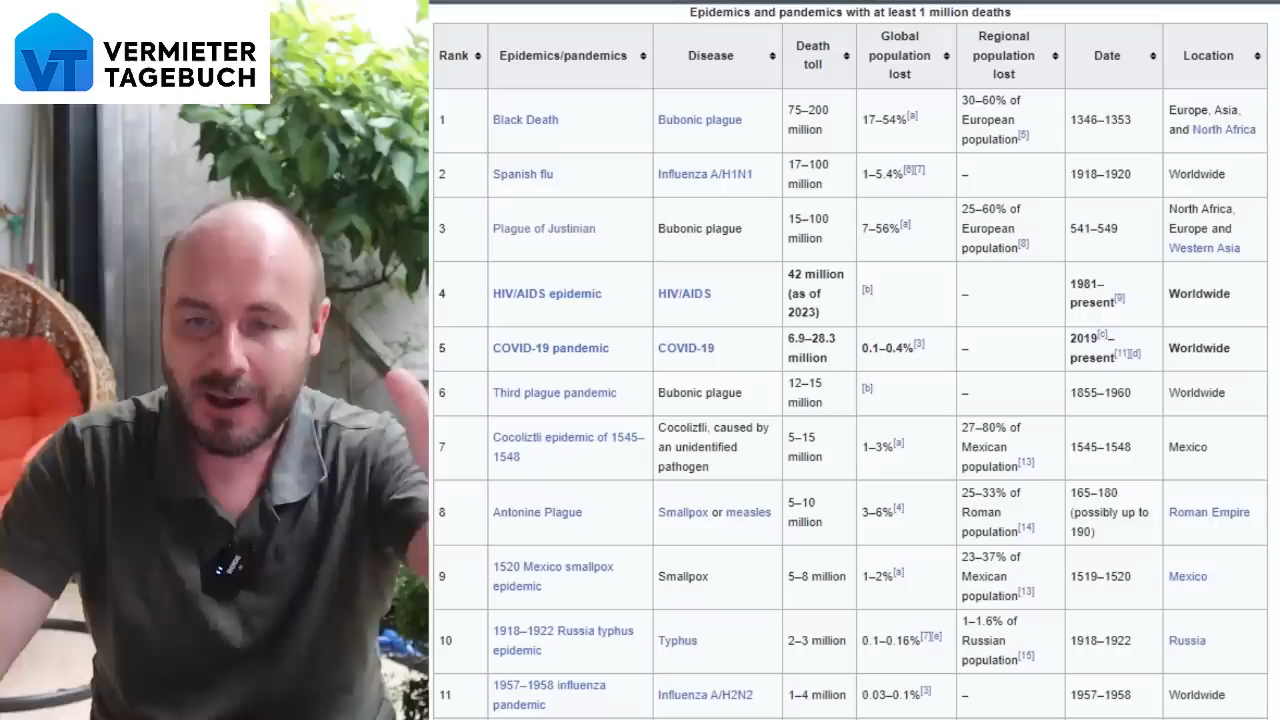 VT
VERMIETER
TAGEBUCH
Epidemics and pandemics with at least 1 million deaths
Rank Epidemics/pandemics Disease Death toll Global population lost Regional population lost Date Location
1 Black Death Bubonic plague 75–200 million 17–54%[a] 30–60% of European population[5] 1346–1353 Europe, Asia, and North Africa
2 Spanish flu Influenza A/H1N1 17–100 million 1–5.4%[6][7] – 1918–1920 Worldwide
3 Plague of Justinian Bubonic plague 15–100 million 7–56%[a] 25–60% of European population[8] 541–549 North Africa, Europe and Western Asia
4 HIV/AIDS epidemic HIV/AIDS 42 million (as of 2023) [b] – 1981–present[9] Worldwide
5 COVID-19 pandemic COVID-19 6.9–28.3 million 0.1–0.4%[3] – 2019[c]–present[11][d] Worldwide
6 Third plague pandemic Bubonic plague 12–15 million [b] – 1855–1960 Worldwide
7 Cocoliztli epidemic of 1545–1548 Cocoliztli, caused by an unidentified pathogen 5–15 million 1–3%[a] 27–80% of Mexican population[13] 1545–1548 Mexico
8 Antonine Plague Smallpox or measles 5–10 million 3–6%[4] 25–33% of Roman population[14] 165–180 (possibly up to 190) Roman Empire
9 1520 Mexico smallpox epidemic Smallpox 5–8 million 1–2%[a] 23–37% of Mexican population[13] 1519–1520 Mexico
10 1918–1922 Russia typhus epidemic Typhus 2–3 million 0.1–0.16%[7][e] 1–1.6% of Russian population[15] 1918–1922 Russia
11 1957–1958 influenza pandemic Influenza A/H2N2 1–4 million 0.03–0.1%[3] – 1957–1958 Worldwide